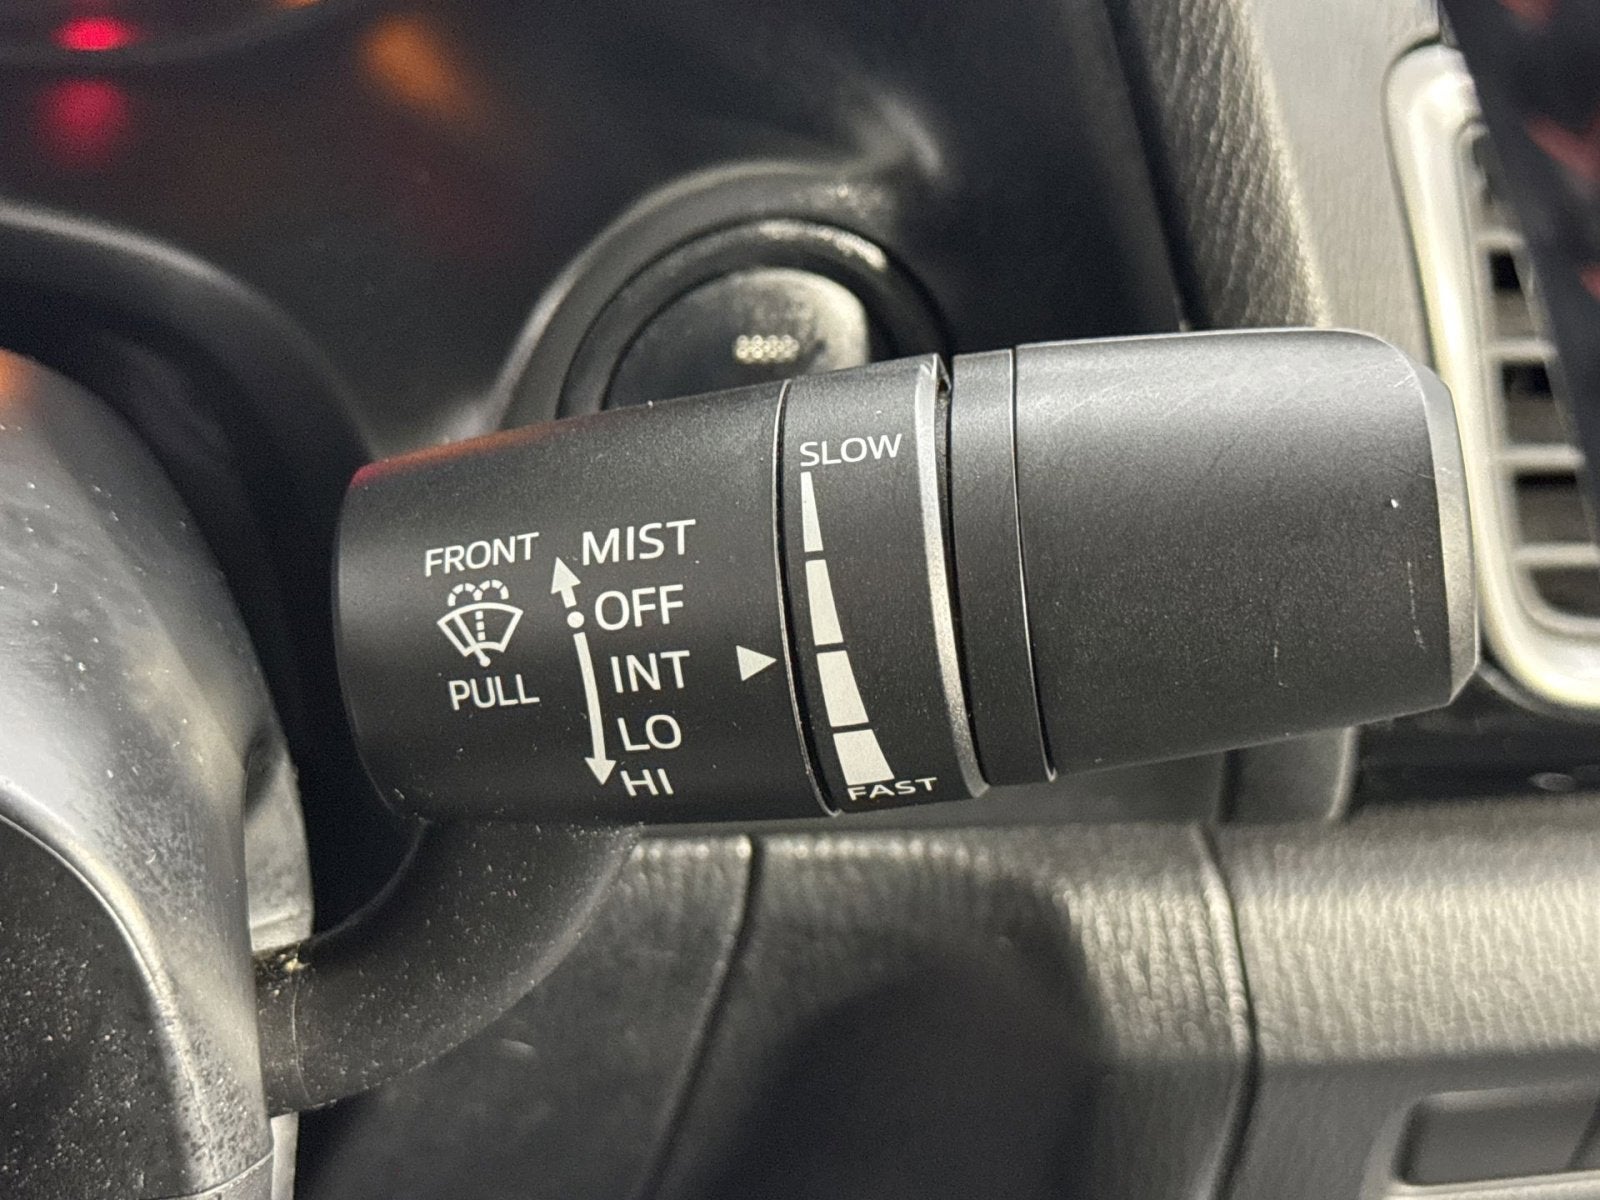 FRONT
PULL
MIST
OFF
INT
LO
HI
SLOW
FAST